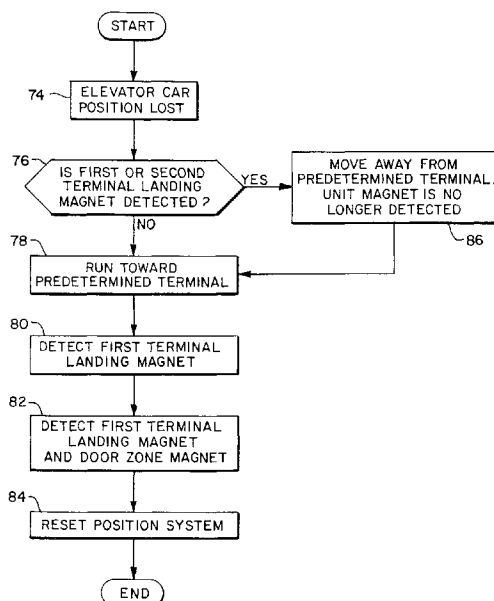 START
74
ELEVATOR CAR
POSITION LOST
76
IS FIRST OR SECOND
TERMINAL LANDING
MAGNET DETECTED?
YES
NO
MOVE AWAY FROM
PREDETERMINED TERMINAL,
UNIT MAGNET IS NO
LONGER DETECTED
86
78
RUN TOWARD
PREDETERMINED TERMINAL
80
DETECT FIRST TERMINAL
LANDING MAGNET
82
DETECT FIRST TERMINAL
LANDING MAGNET
AND DOOR ZONE MAGNET
84
RESET POSITION SYSTEM
END